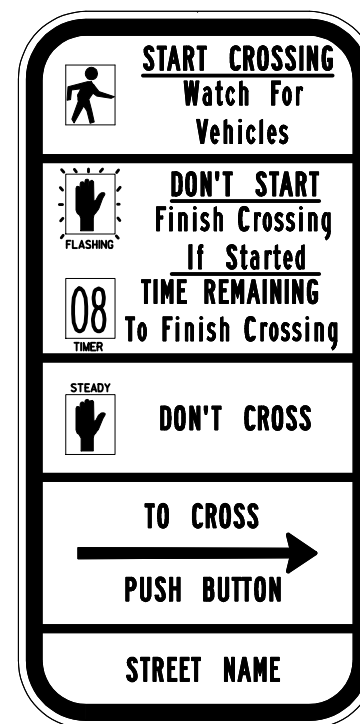 START CROSSING
Watch For
Vehicles
DON'T START
Finish Crossing
If Started
FLASHING
08
TIMER
TIME REMAINING
To Finish Crossing
STEADY
DON'T CROSS
TO CROSS
PUSH BUTTON
STREET NAME